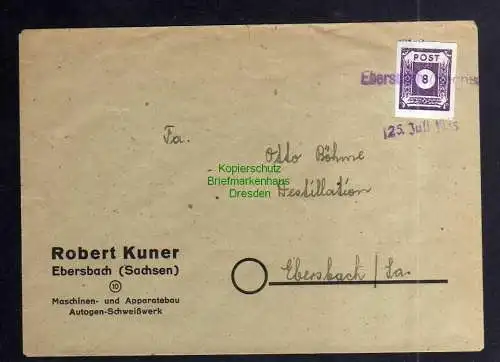 POST
8
Ebersb
25. Juli 1945
Fa.
Otto Böhme
Destillation
Kopierschutz
Briefmarkenhaus
Dresden
Robert Kuner
Ebersbach (Sachsen)
10
Maschinen- und Apparatebau
Autogen-Schweißwerk
Ebersbach/Sa.